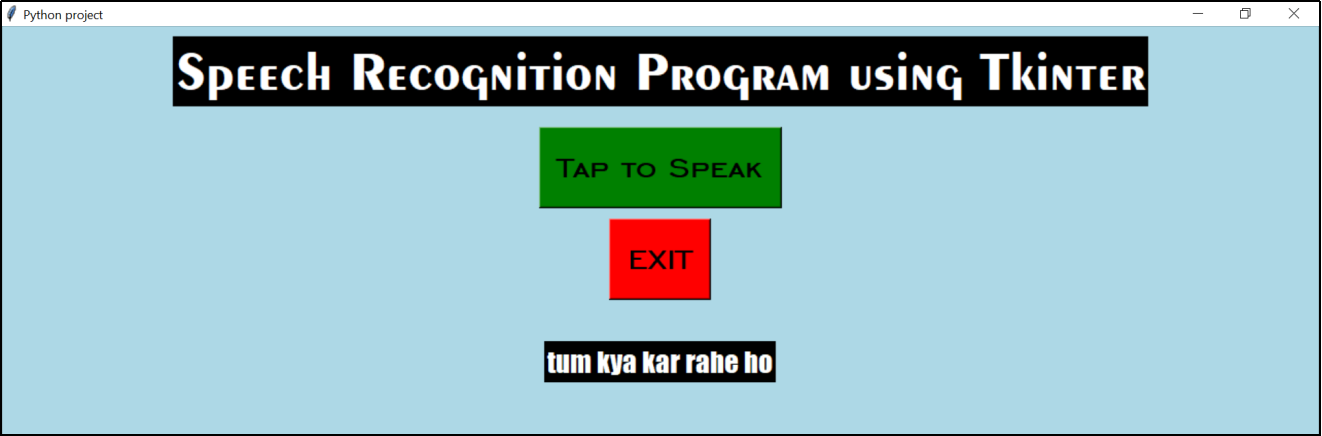 Python project
Speech Recognition Program using Tkinter
Tap to Speak
EXIT
tum kya kar rahe ho